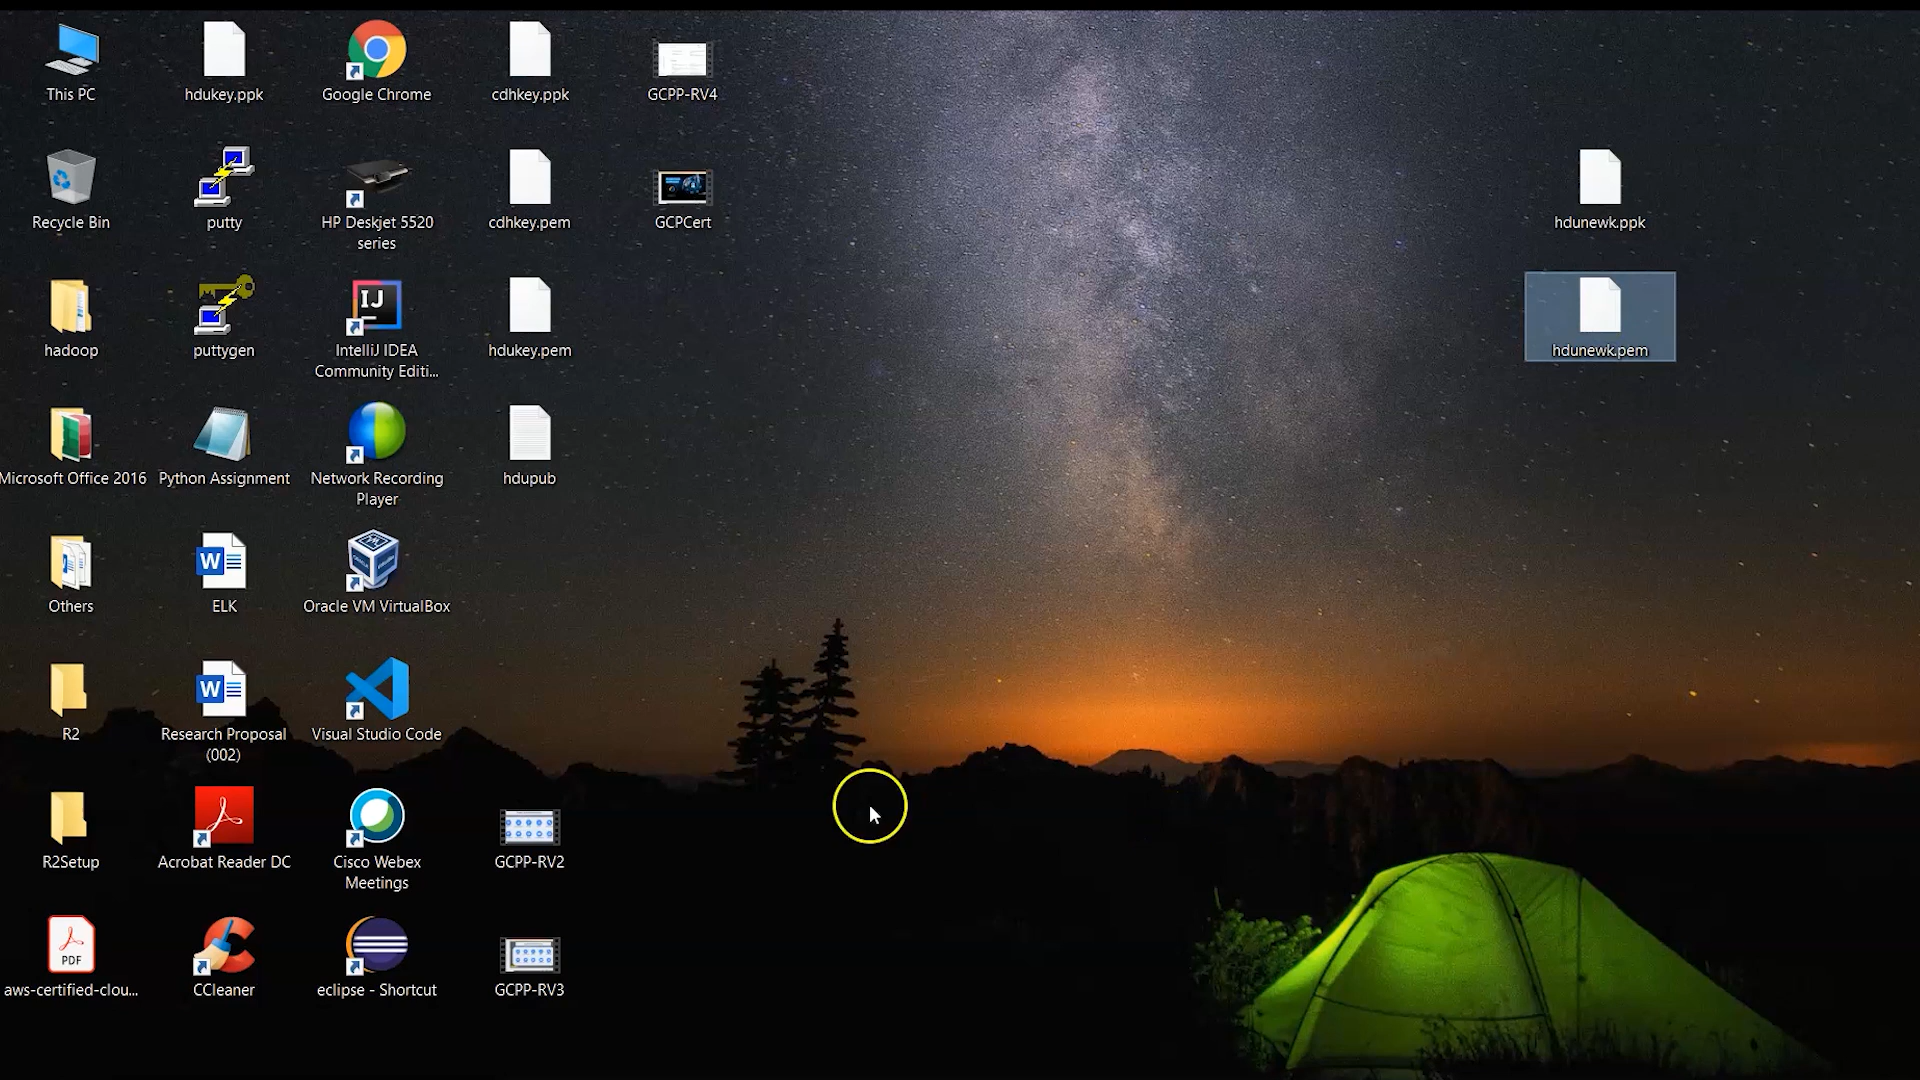 This PC
hdukey.ppk
Google Chrome
cdhkey.ppk
GCPP-RV4
Recycle Bin
putty
HP Deskjet 5520
series
cdhkey.pem
GCPCert
hdunewk.ppk
hadoop
puttygen
IJ
IntelliJ IDEA
Community Editi...
hdukey.pem
hdunewk.pem
Microsoft Office 2016
Python Assignment
Network Recording
Player
hdupub
Others
W
ELK
Oracle VM VirtualBox
R2
W
Research Proposal
(002)
Visual Studio Code
R2Setup
Acrobat Reader DC
Cisco Webex
Meetings
GCPP-RV2
PDF
aws-certified-clou...
CCleaner
eclipse - Shortcut
GCPP-RV3